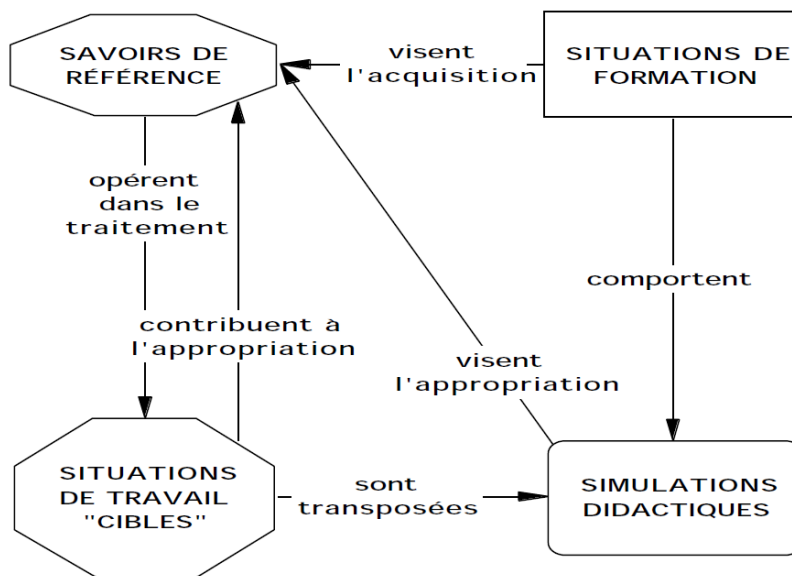 SAVOIRS DE
RÉFÉRENCE
visent
l'acquisition
SITUATIONS DE
FORMATION
opérent
dans le
traitement
contribuent à
l'appropriation
visent
l'appropriation
comportent
SITUATIONS
DE TRAVAIL
"CIBLES"
sont
transposées
SIMULATIONS
DIDACTIQUES